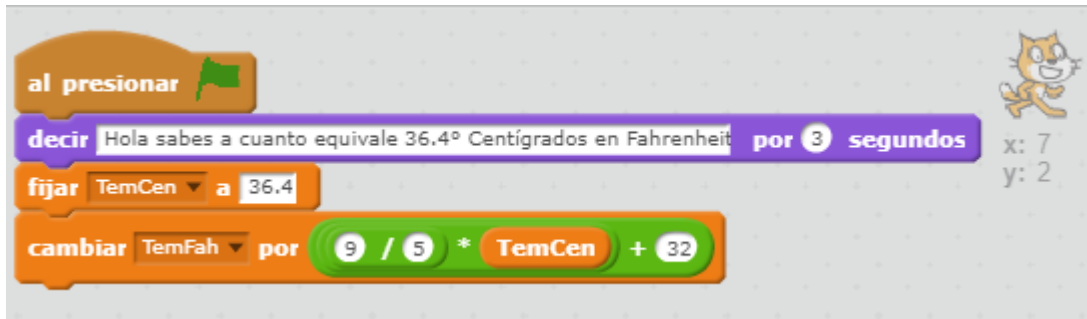 al presionar
decir Hola sabes a cuanto equivale 36.4º Centígrados en Fahrenheit por 3 segundos
fijar TemCen a 36.4
cambiar TemFah por 9 / 5 * TemCen + 32
x: 7
y: 2